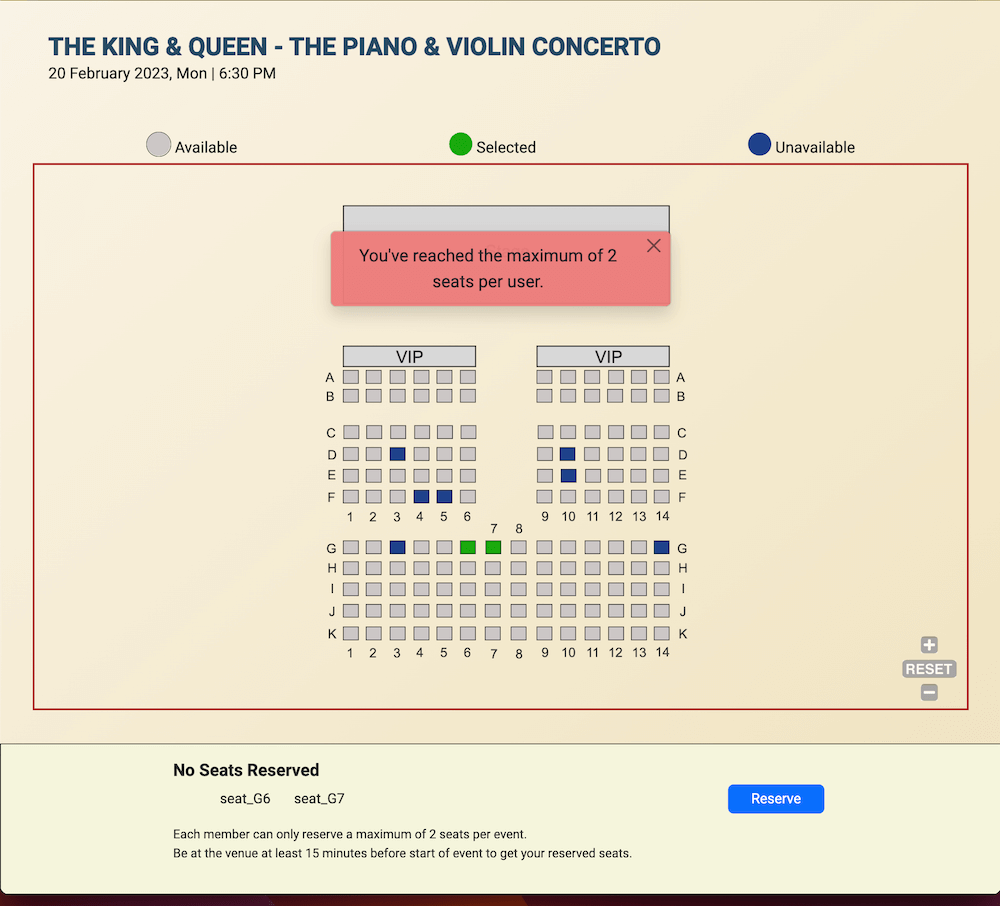 THE KING & QUEEN - THE PIANO & VIOLIN CONCERTO
20 February 2023, Mon | 6:30 PM
Available Selected Unavailable
You've reached the maximum of 2
seats per user.
VIP VIP
A A
B B
C C
D D
E E
F F
1 2 3 4 5 6 9 10 11 12 13 14
7 8
G G
H H
I I
J J
K K
1 2 3 4 5 6 7 8 9 10 11 12 13 14
RESET
No Seats Reserved
seat_G6 seat_G7
Reserve
Each member can only reserve a maximum of 2 seats per event.
Be at the venue at least 15 minutes before start of event to get your reserved seats.